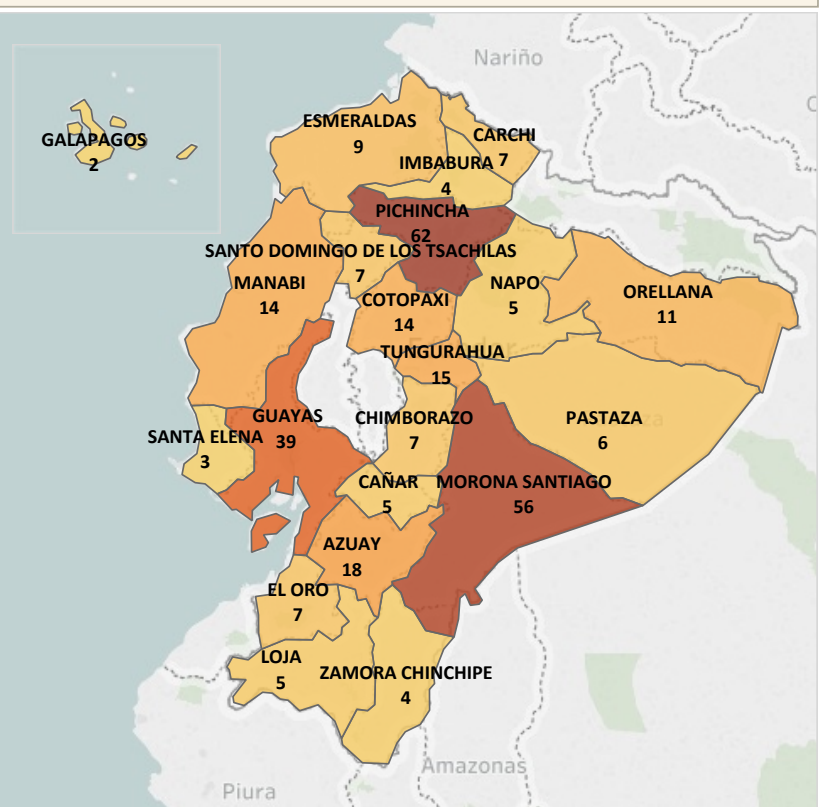 Nariño
ESMERALDAS
9
CARCHI
7
GALAPAGOS
2
IMBABURA
4
PICHINCHA
62
SANTO DOMINGO DE LOS TSACHILAS
7
MANABI
14
NAPO
5
ORELLANA
11
COTOPAXI
14
TUNGURAHUA
15
GUAYAS
39
CHIMBORAZO
7
PASTAZA
6
SANTA ELENA
3
CAÑAR
5
MORONA SANTIAGO
56
AZUAY
18
EL ORO
7
LOJA
5
ZAMORA CHINCHIPE
4
Amazonas
Piura